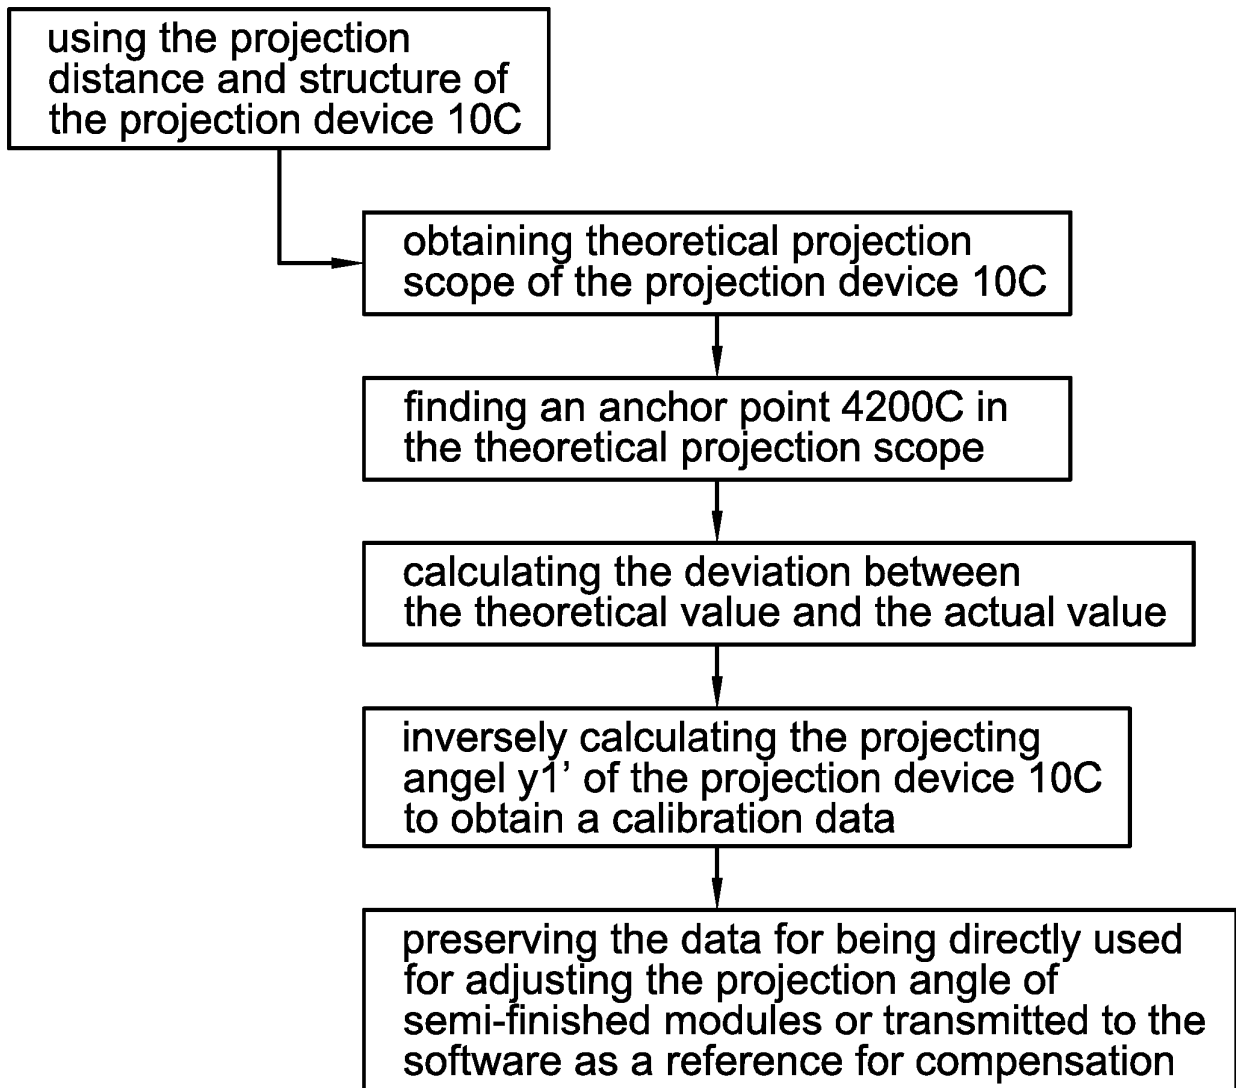 using the projection
distance and structure of
the projection device 10C
obtaining theoretical projection
scope of the projection device 10C
finding an anchor point 4200C in
the theoretical projection scope
calculating the deviation between
the theoretical value and the actual value
inversely calculating the projecting
angel y1’ of the projection device 10C
to obtain a calibration data
preserving the data for being directly used
for adjusting the projection angle of
semi-finished modules or transmitted to the
software as a reference for compensation